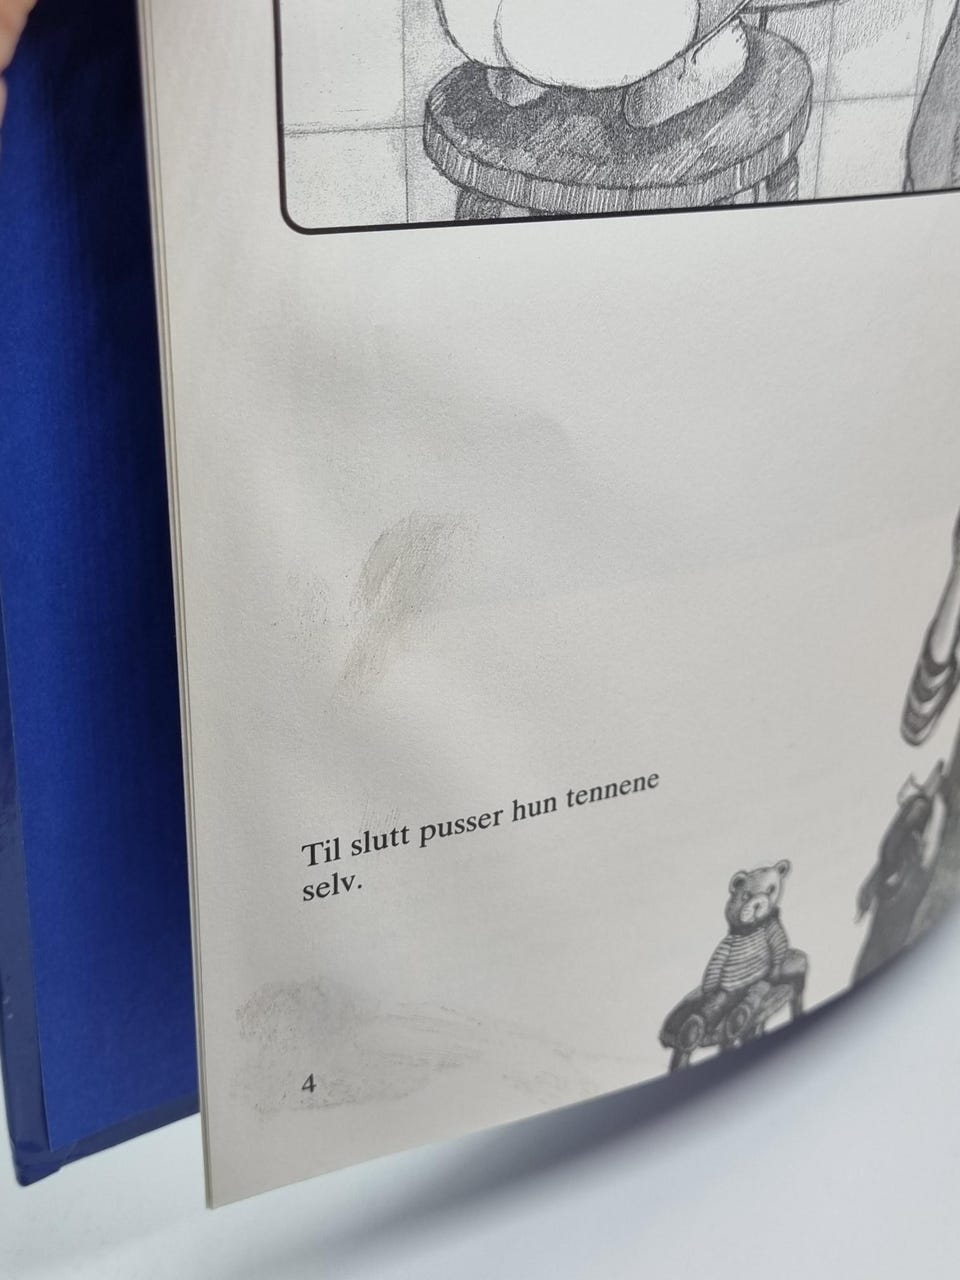 Til slutt pusser hun tennene
selv.
4